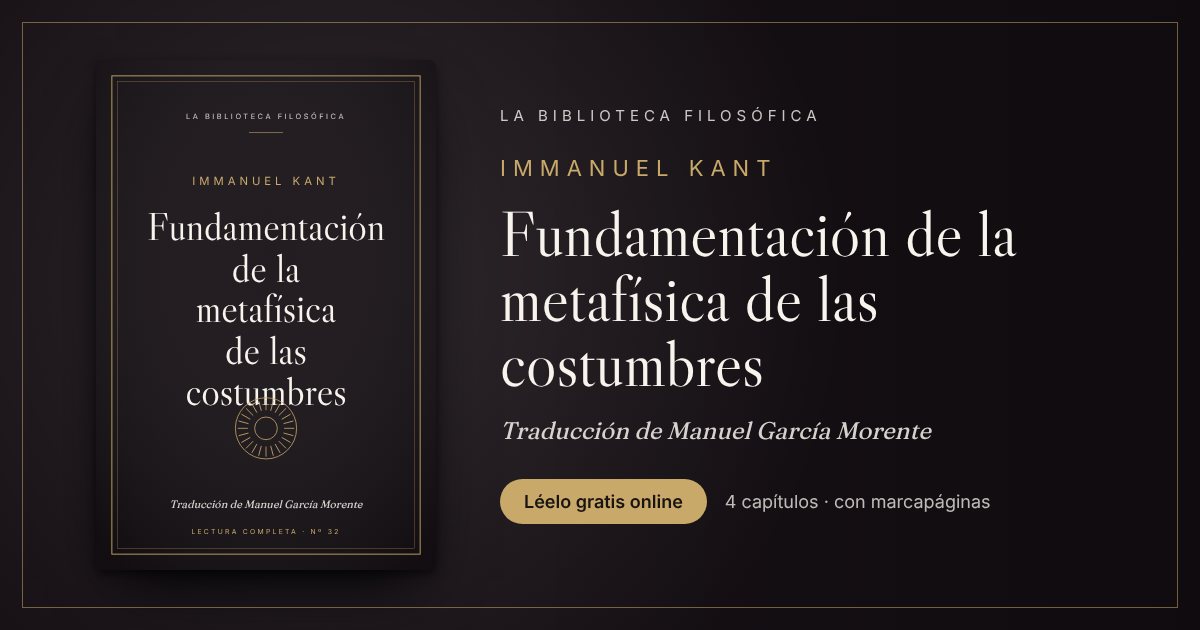 LA BIBLIOTECA FILOSÓFICA
IMMANUEL KANT
Fundamentación
de la
metafísica
de las
costumbres
Traducción de Manuel García Morente
LECTURA COMPLETA · Nº 32
LA BIBLIOTECA FILOSÓFICA
IMMANUEL KANT
Fundamentación de la
metafísica de las
costumbres
Traducción de Manuel García Morente
Léelo gratis online
4 capítulos · con marcapáginas